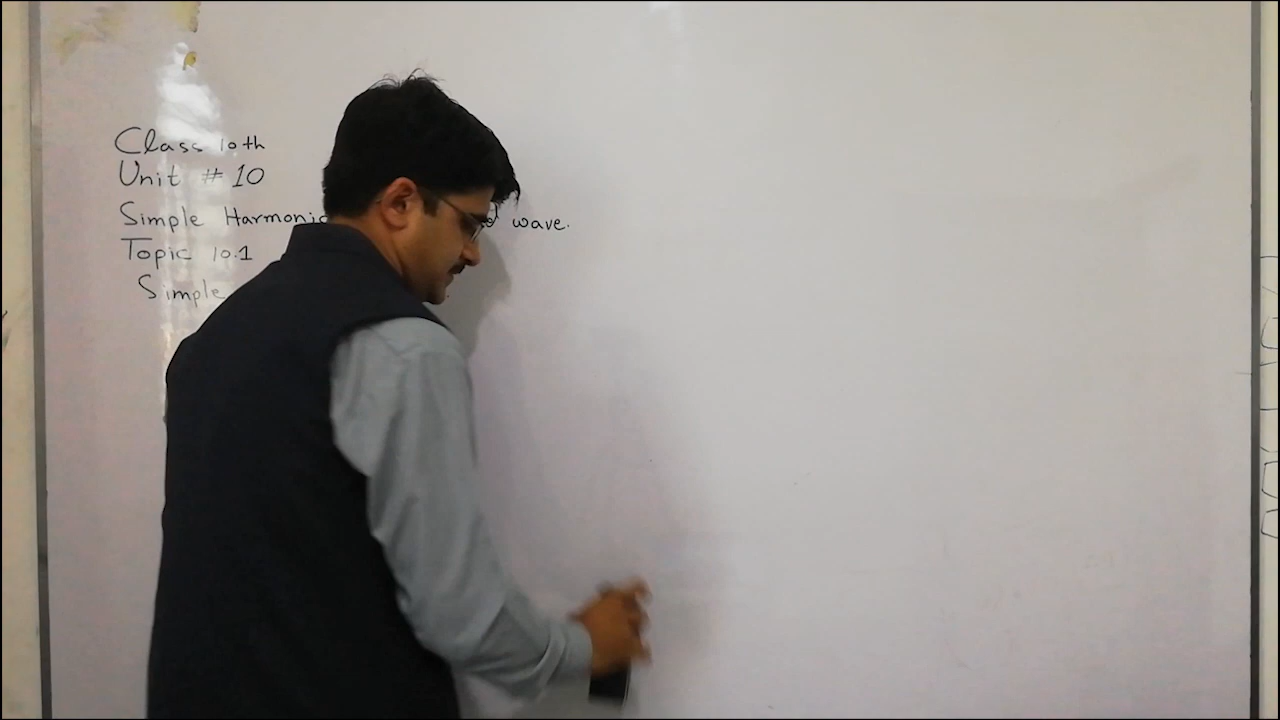 Class 10th
Unit # 10
Simple Harmonic wave.
Topic 10.1
Simple